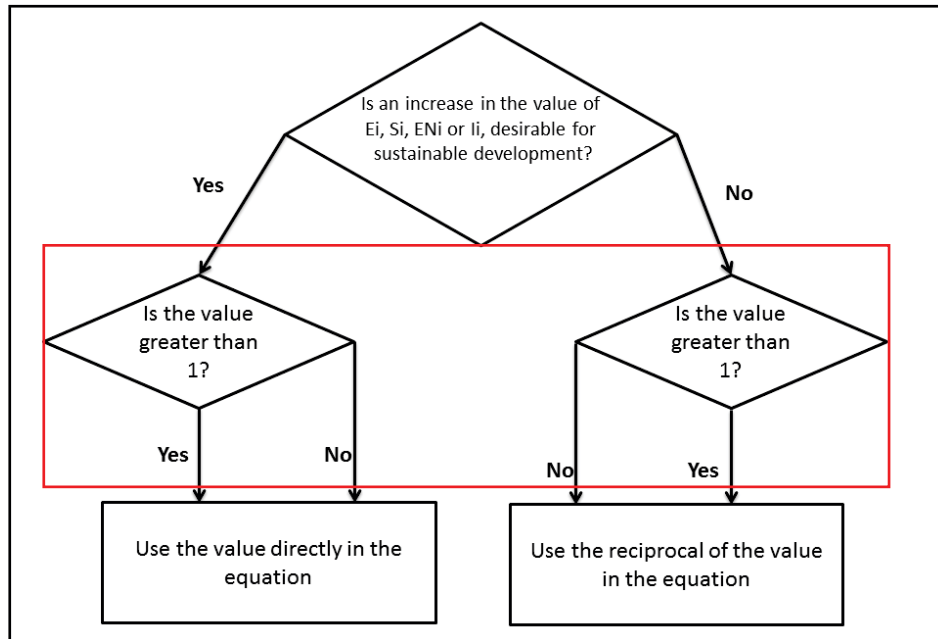 Is an increase in the value of
Ei, Si, ENi or Ii, desirable for
sustainable development?
Yes
No
Is the value
greater than
1?
Is the value
greater than
1?
Yes
No
No
Yes
Use the value directly in the
equation
Use the reciprocal of the value
in the equation